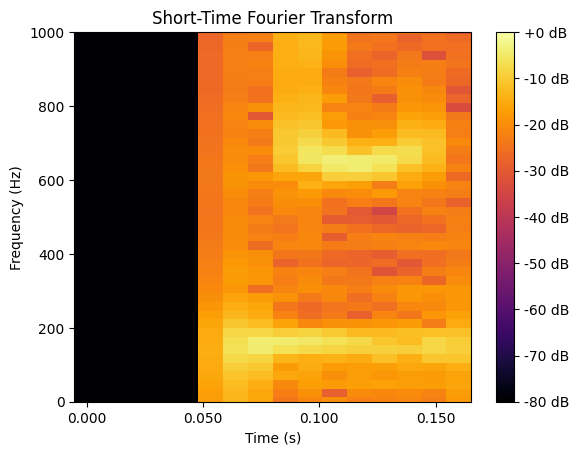 Short-Time Fourier Transform
1000
800
600
400
200
0
Frequency (Hz)
0.000
0.050
0.100
0.150
Time (s)
+0 dB
-10 dB
-20 dB
-30 dB
-40 dB
-50 dB
-60 dB
-70 dB
-80 dB